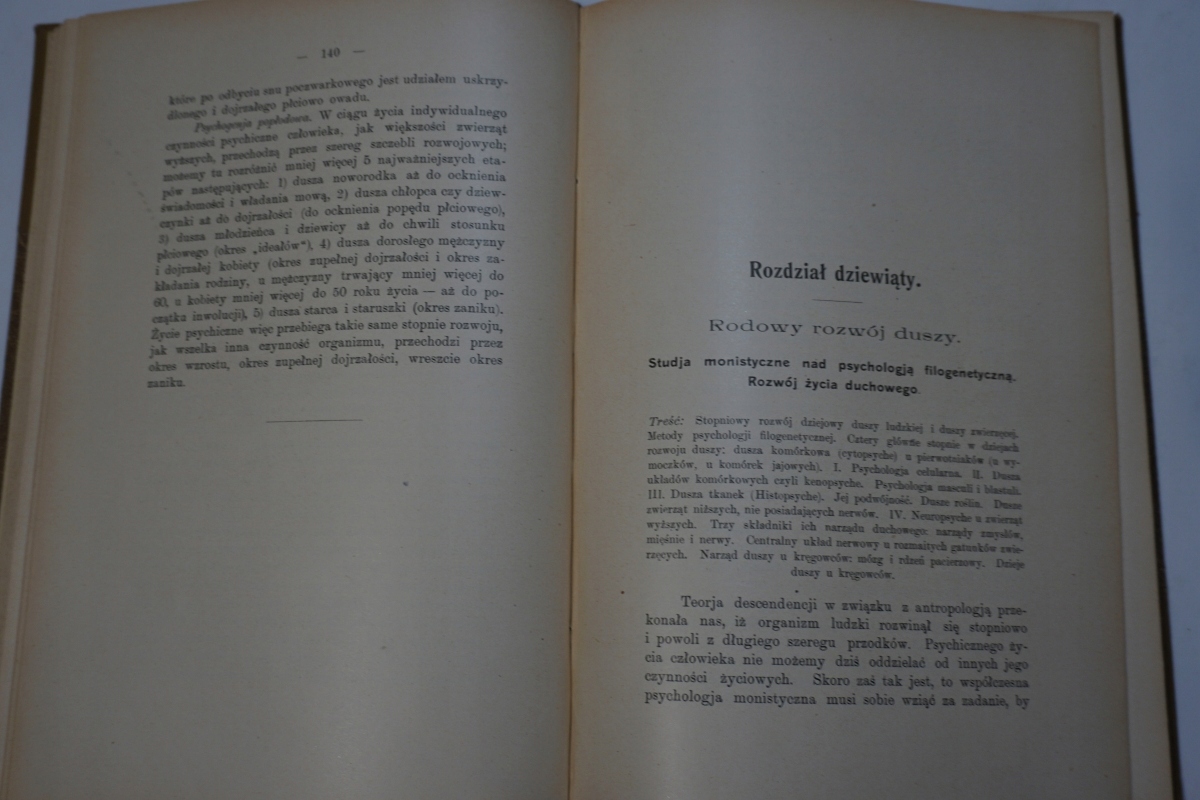 — 140 —
które po odbyciu snu poczwarkowego jest udziałem uskrzy-
dlonego i dojrzałego płciowo owadu.
Psychogenja popłodowa. W ciągu życia indywidualnego
czynności psychiczne człowieka, jak większości zwierząt
wyższych, przechodzą przez szereg szczebli rozwojowych;
możemy tu rozróżnić mniej więcej 5 najważniejszych eta-
pów następujących: 1) dusza noworodka aż do ocknienia
świadomości i władania mową, 2) dusza chłopca czy dziew-
czynki aż do dojrzałości (do ocknienia popędu płciowego),
3) dusza młodzieńca i dziewicy aż do chwili stosunku
płciowego (okres „ideałów“), 4) dusza dorosłego mężczyzny
i dojrzałej kobiety (okres zupełnej dojrzałości i okres za-
kładania rodziny, u mężczyzny trwający mniej więcej do
60, u kobiety mniej więcej do 50 roku życia — aż do po-
czątka inwolucji), 5) dusza starca i staruszki (okres zaniku).
Życie psychiczne więc przebiega takie same stopnie rozwoju,
jak wszelka inna czynność organizmu, przechodzi przez
okres wzrostu, okres zupełnej dojrzałości, wreszcie okres
zaniku.
Rozdział dziewiąty.
Rodowy rozwój duszy.
Studja monistyczne nad psychologją filogenetyczną.
Rozwój życia duchowego.
Treść: Stopniowy rozwój dziejowy duszy ludzkiej i duszy zwierzęcej.
Metody psychologji filogenetycznej. Cztery główne stopnie w dziejach
rozwoju duszy: dusza komórkowa (cytopsyche) u pierwotniaków (u wy-
moczków, u komórek jajowych). I. Psychologja celularna. II. Dusza
układów komórkowych czyli kenopsyche. Psychologja masculi i blastuli.
III. Dusza tkanek (Histopsyche). Jej podwójność. Dusze roślin. Dusze
zwierząt niższych, nie posiadających nerwów. IV. Neuropsyche u zwierząt
wyższych. Trzy składniki ich narządu duchowego: narządy zmysłów,
mięśnie i nerwy. Centralny układ nerwowy u rozmaitych gatunków zwie-
rzęcych. Narząd duszy u kręgowców: mózg i rdzeń pacierzowy. Dzieje
duszy u kręgowców.
Teorja descendencji w związku z antropologją prze-
konała nas, iż organizm ludzki rozwinął się stopniowo
i powoli z długiego szeregu przodków. Psychicznego ży-
cia człowieka nie możemy dziś oddzielać od innych jego
czynności życiowych. Skoro zaś tak jest, to współczesna
psychologja monistyczna musi sobie wziąć za zadanie, by